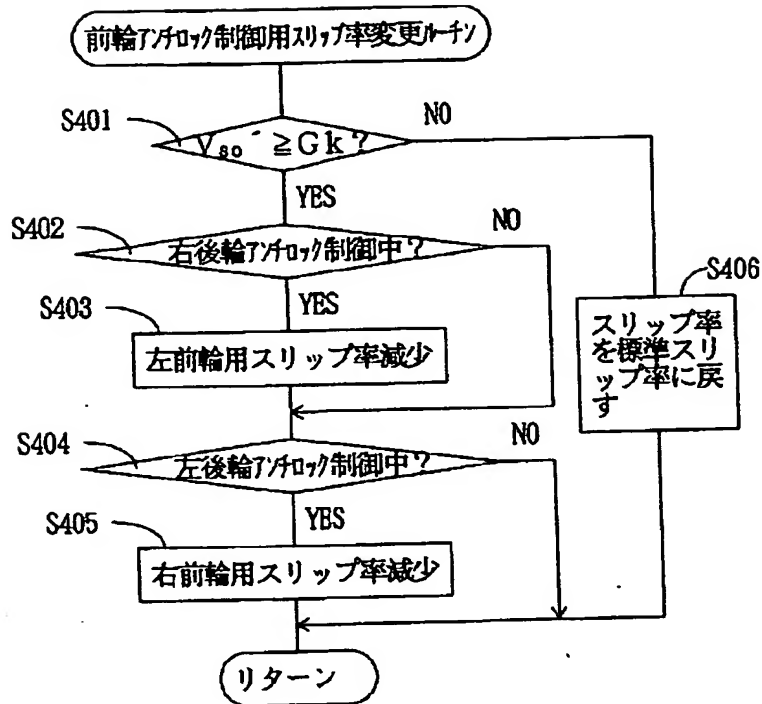 前輪アンチロック制御用スリップ率変更ルーチン
S401
NO
Vso´≧Gk？
YES
S402
NO
右後輪アンチロック制御中？
S406
S403
YES
スリップ率
を標準スリ
ップ率に戻
す
左前輪用スリップ率減少
S404
NO
左後輪アンチロック制御中？
S405
YES
右前輪用スリップ率減少
リターン